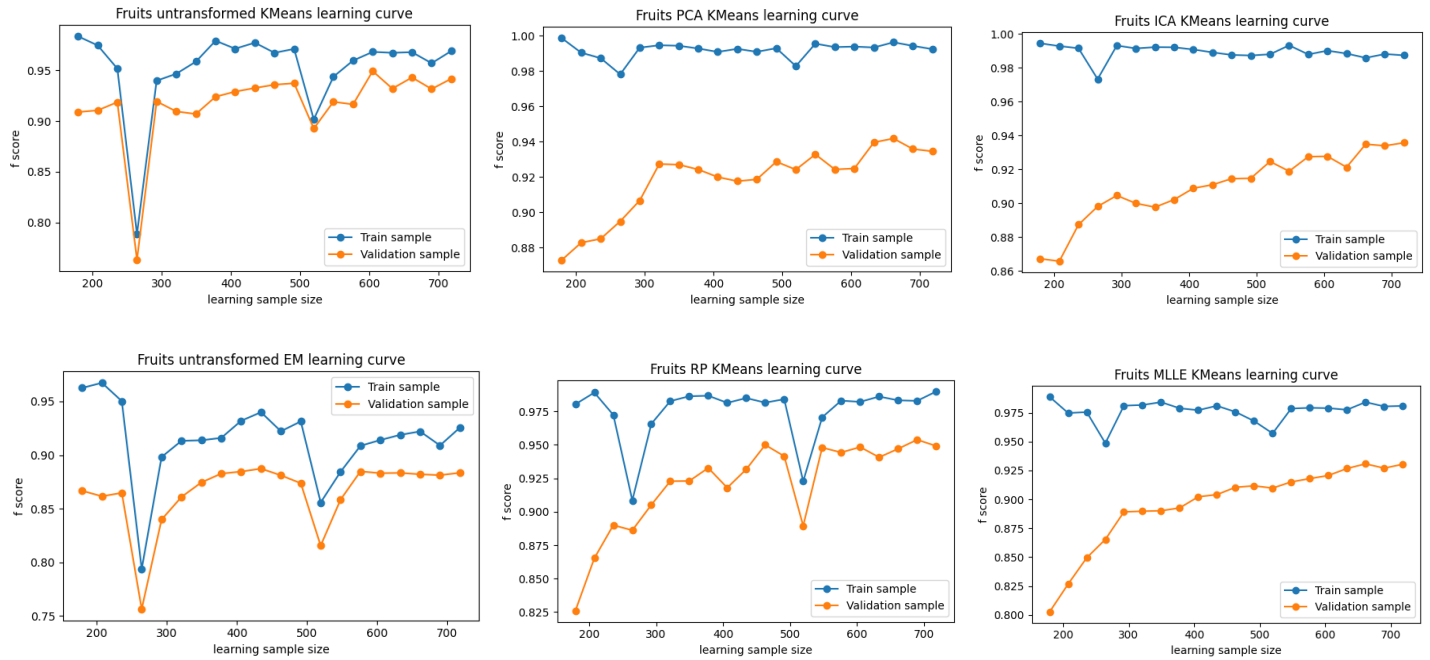 Fruits untransformed KMeans learning curve
f score
0.95
0.90
0.85
0.80
Train sample
Validation sample
200 300 400 500 600 700
learning sample size
Fruits PCA KMeans learning curve
f score
1.00
0.98
0.96
0.94
0.92
0.90
0.88
Train sample
Validation sample
200 300 400 500 600 700
learning sample size
Fruits ICA KMeans learning curve
f score
1.00
0.98
0.96
0.94
0.92
0.90
0.88
0.86
Train sample
Validation sample
200 300 400 500 600 700
learning sample size
Fruits untransformed EM learning curve
f score
0.95
0.90
0.85
0.80
0.75
Train sample
Validation sample
200 300 400 500 600 700
learning sample size
Fruits RP KMeans learning curve
f score
0.975
0.950
0.925
0.900
0.875
0.850
0.825
Train sample
Validation sample
200 300 400 500 600 700
learning sample size
Fruits MLLE KMeans learning curve
f score
0.975
0.950
0.925
0.900
0.875
0.850
0.825
0.800
Train sample
Validation sample
200 300 400 500 600 700
learning sample size